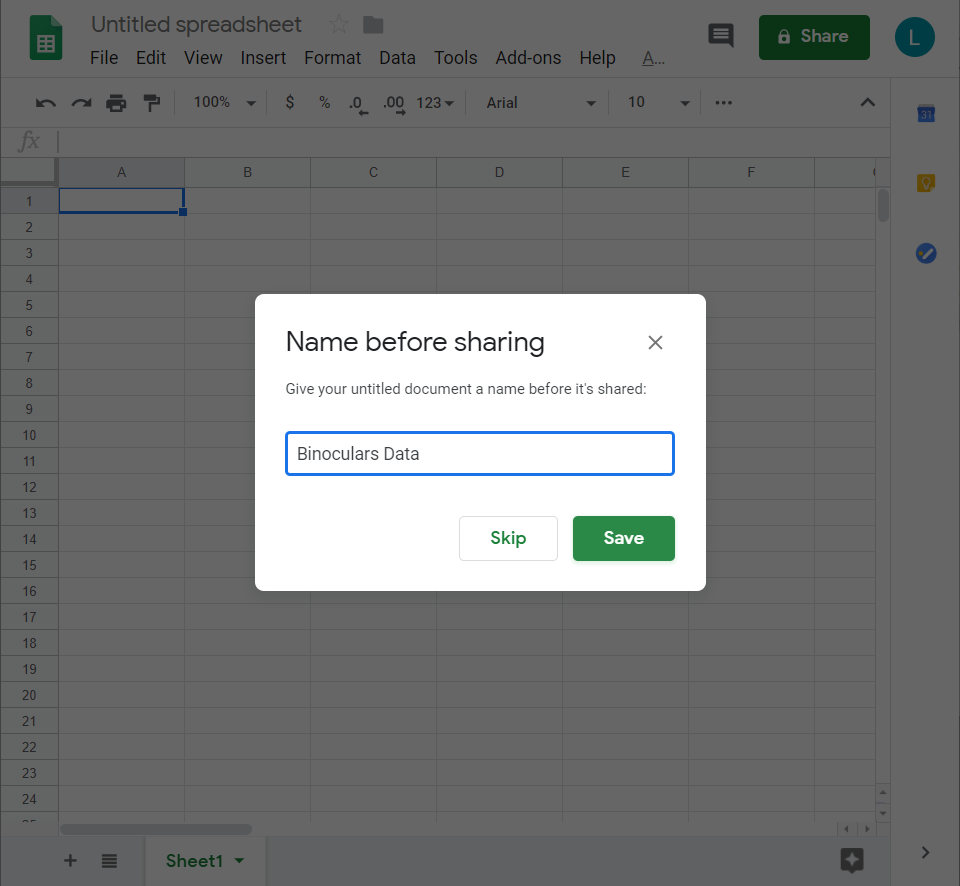 Untitled spreadsheet
File Edit View Insert Format Data Tools Add-ons Help A...
Share
L
100% $ % .0 .00 123 Arial 10
31
fx
A B C D E F
1
2
3
4
5
6
7
8
9
10
11
12
13
14
15
16
17
18
19
20
21
22
23
24
Name before sharing
Give your untitled document a name before it's shared:
Binoculars Data
Skip Save
Sheet1